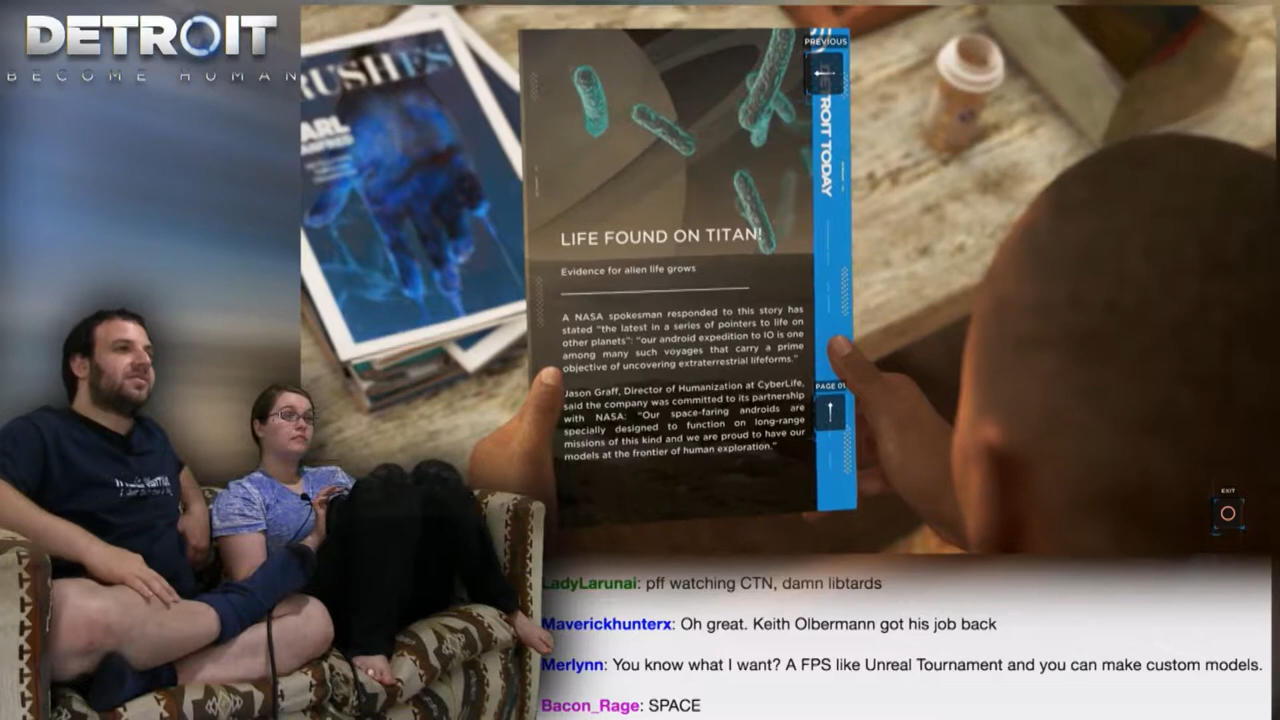 DETROIT
BECOME HUMAN
RUSHES
PREVIOUS
DETROIT TODAY
LIFE FOUND ON TITAN!
Evidence for alien life grows
A NASA spokesman responded to this story has
stated "the latest in a series of pointers to life on
other planets": "our android expedition to IO is one
among many such voyages that carry a prime
objective of uncovering extraterrestrial lifeforms."
Jason Graff, Director of Humanization at CyberLife,
said the company was committed to its partnership
with NASA: "Our space-faring androids are
specially designed to function on long-range
missions of this kind and we are proud to have our
models at the frontier of human exploration."
PAGE 01
EXIT
LadyLarunai: pff watching CTN, damn libtards
Maverickhunterx: Oh great. Keith Olbermann got his job back
Merlynn: You know what I want? A FPS like Unreal Tournament and you can make custom models.
Bacon_Rage: SPACE